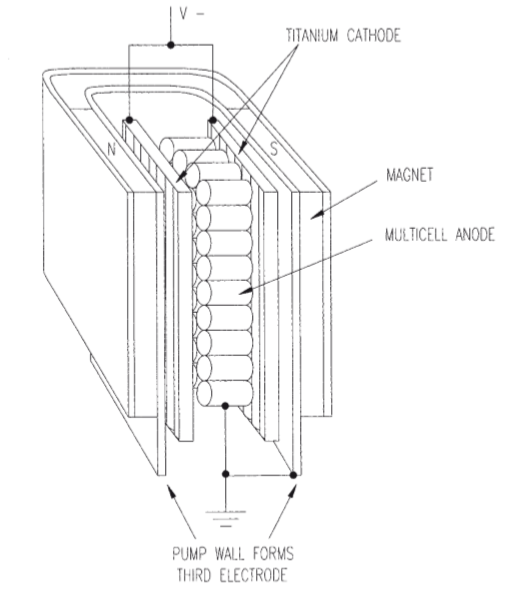 V -
TITANIUM CATHODE
N
S
MAGNET
MULTICELL ANODE
PUMP WALL FORMS
THIRD ELECTRODE